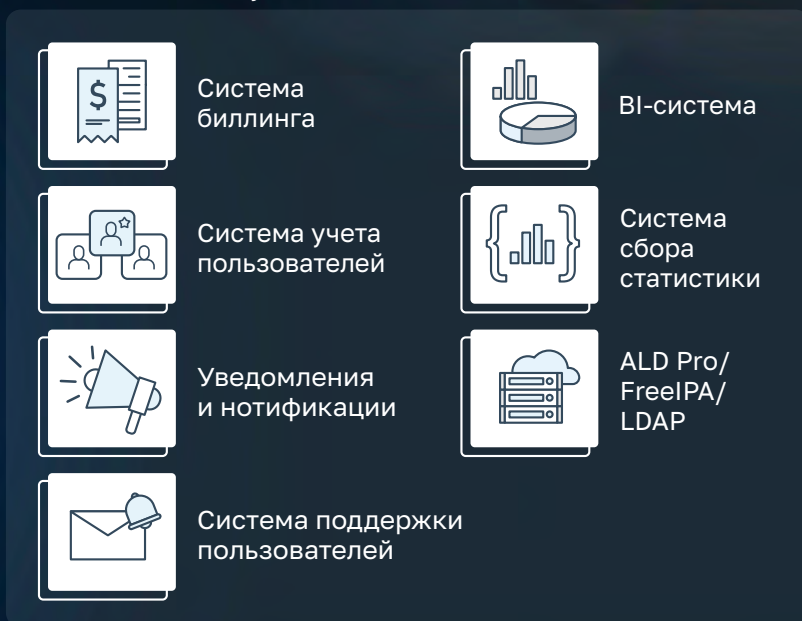 Система
биллинга
Система учета
пользователей
Уведомления
и нотификации
Система поддержки
пользователей
BI-система
Система
сбора
статистики
ALD Pro/
FreeIPA/
LDAP